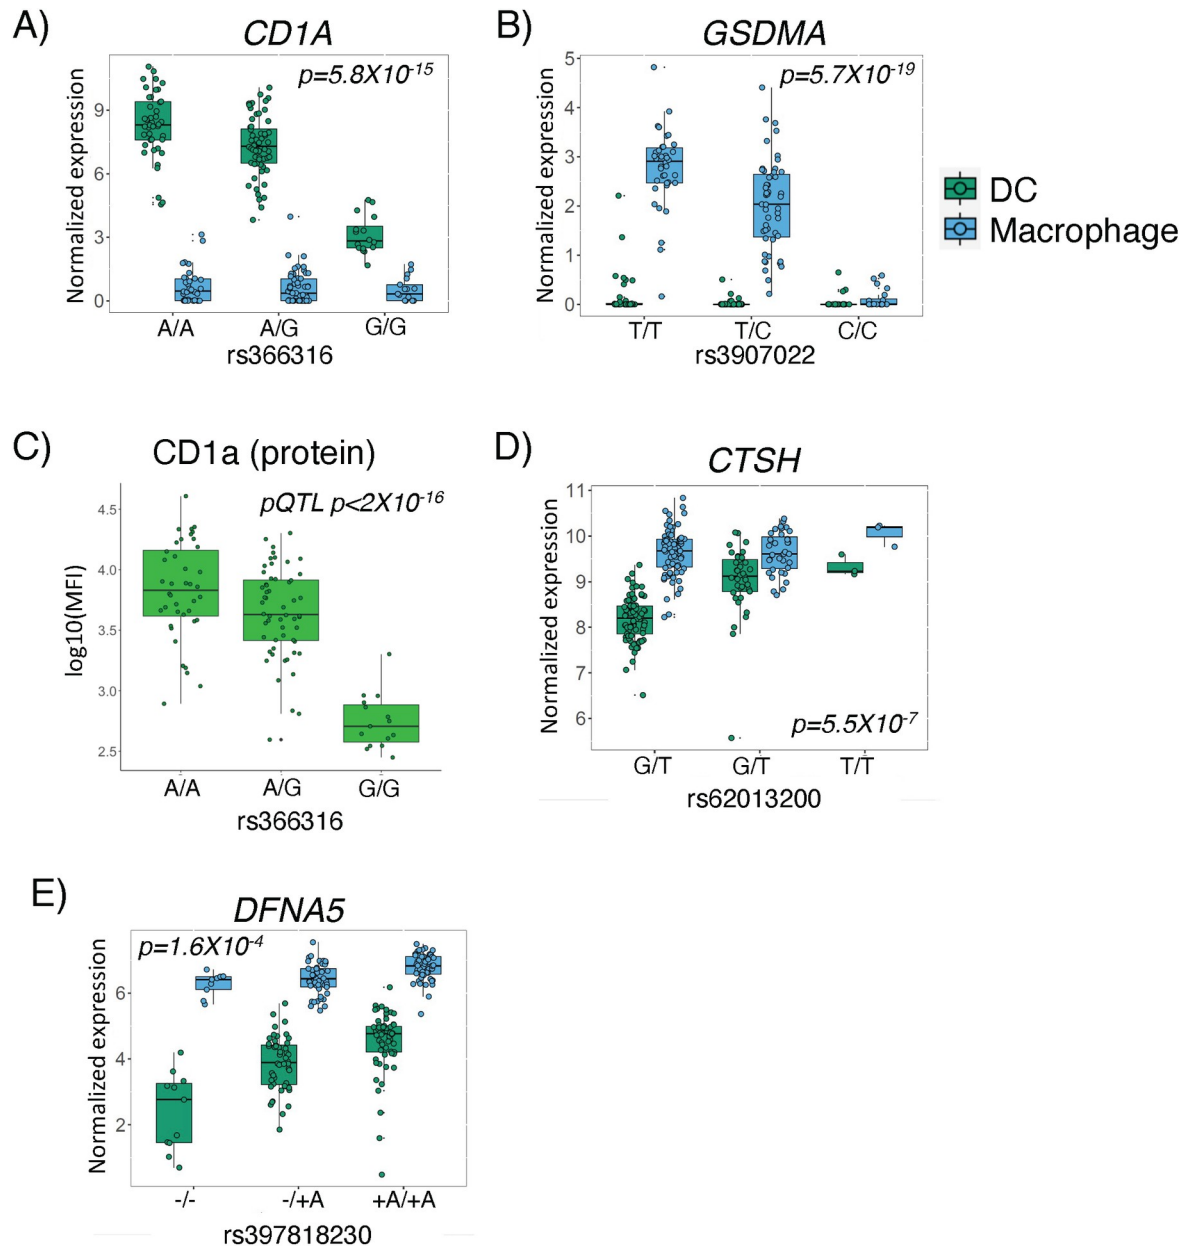 A)
CD1A
p=5.8X10-15
Normalized expression
9
6
3
0
A/A A/G G/G
rs366316
B)
GSDMA
p=5.7X10-19
Normalized expression
5
4
3
2
1
0
T/T T/C C/C
rs3907022
DC
Macrophage
C)
CD1a (protein)
pQTL p<2X10-16
log10(MFI)
4.5
4.0
3.5
3.0
2.5
A/A A/G G/G
rs366316
D)
CTSH
Normalized expression
11
10
9
8
7
6
p=5.5X10-7
G/T G/T T/T
rs62013200
E)
DFNA5
p=1.6X10-4
Normalized expression
6
4
2
-/- -/+A +A/+A
rs397818230